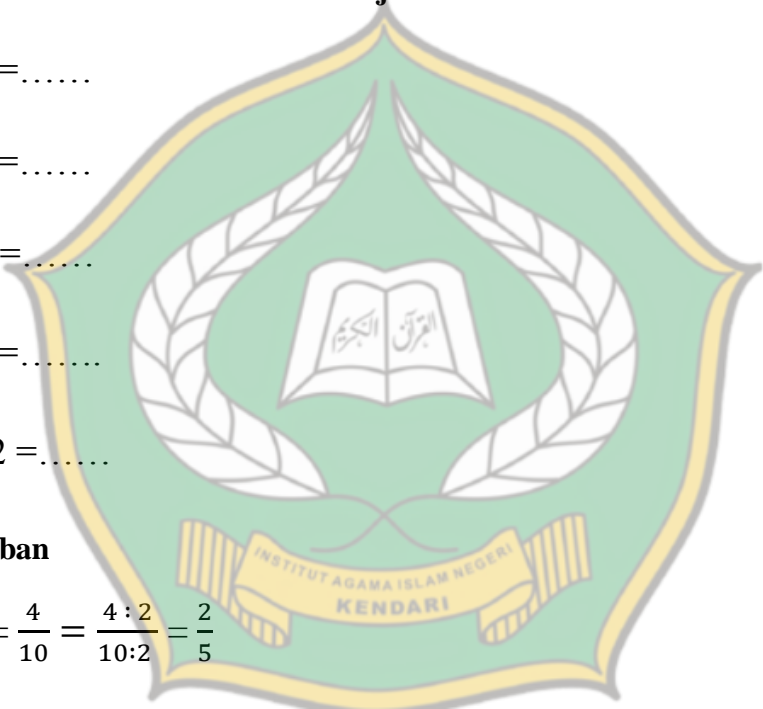 =......
=......
=......
=.......
2 =......
ban
= 4/10 = 4 : 2/10:2 = 2/5
القرآن الكريم
INSTITUT AGAMA ISLAM NEGERI
KENDARI